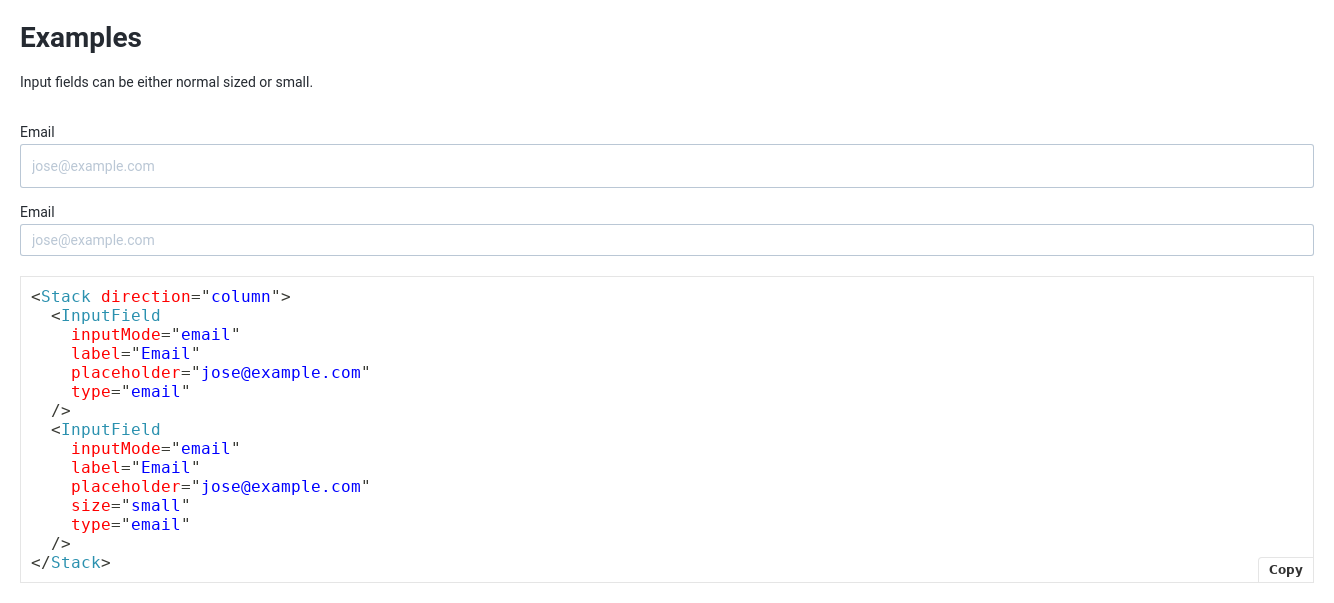 Examples
Input fields can be either normal sized or small.
Email
jose@example.com
Email
jose@example.com
<Stack direction="column">
  <InputField
    inputMode="email"
    label="Email"
    placeholder="jose@example.com"
    type="email"
  />
  <InputField
    inputMode="email"
    label="Email"
    placeholder="jose@example.com"
    size="small"
    type="email"
  />
</Stack>
Copy